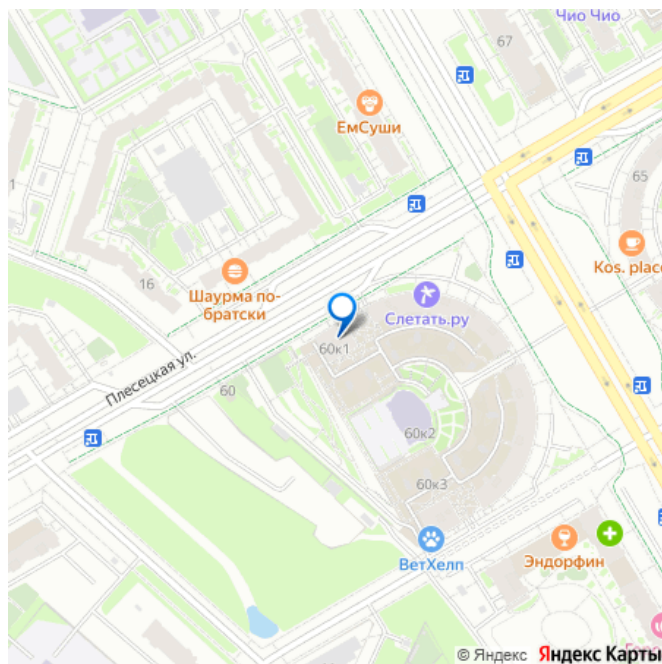 Чио Чио
67
ЕмСуши
65
Kos. place
16
Шаурма по-
братски
Слетать.ру
60к1
Плесецкая ул.
60
60к2
60к3
ВетХелп
Эндорфин
© Яндекс Яндекс Карты